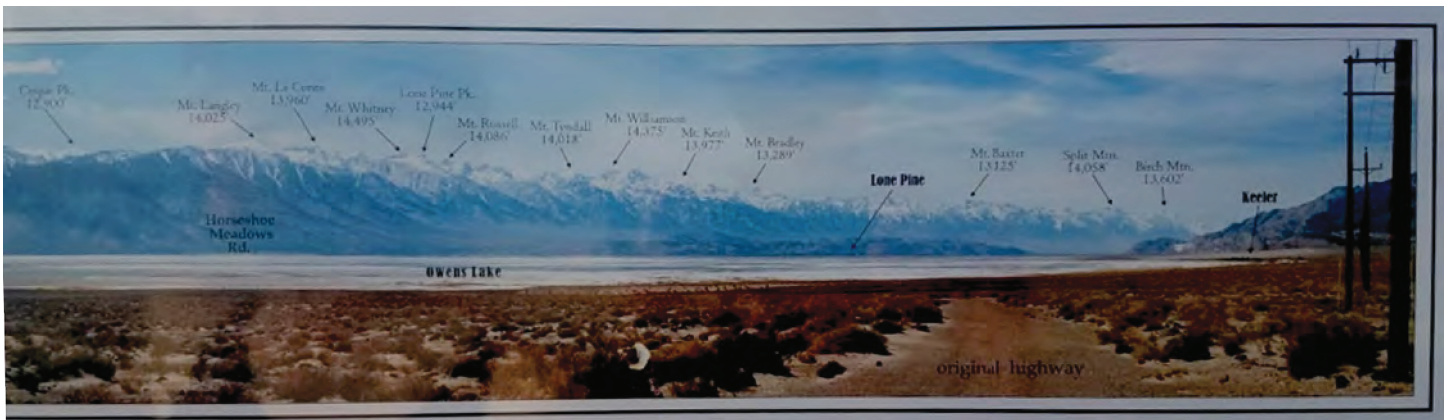 Cirque Pk.
12,900'
Mt. Langley
14,025'
Mt. Le Conte
13,960'
Mt. Whitney
14,495'
Lone Pine Pk.
12,944'
Mt. Russell
14,086'
Mt. Tyndall
14,018'
Mt. Williamson
14,375'
Mt. Keith
13,977'
Mt. Bradley
13,289'
Lone Pine
Mt. Baxter
13,125'
Split Mtn.
14,058'
Birch Mtn.
13,602'
Keeler
Horseshoe
Meadows
Rd.
Owens Lake
original highway